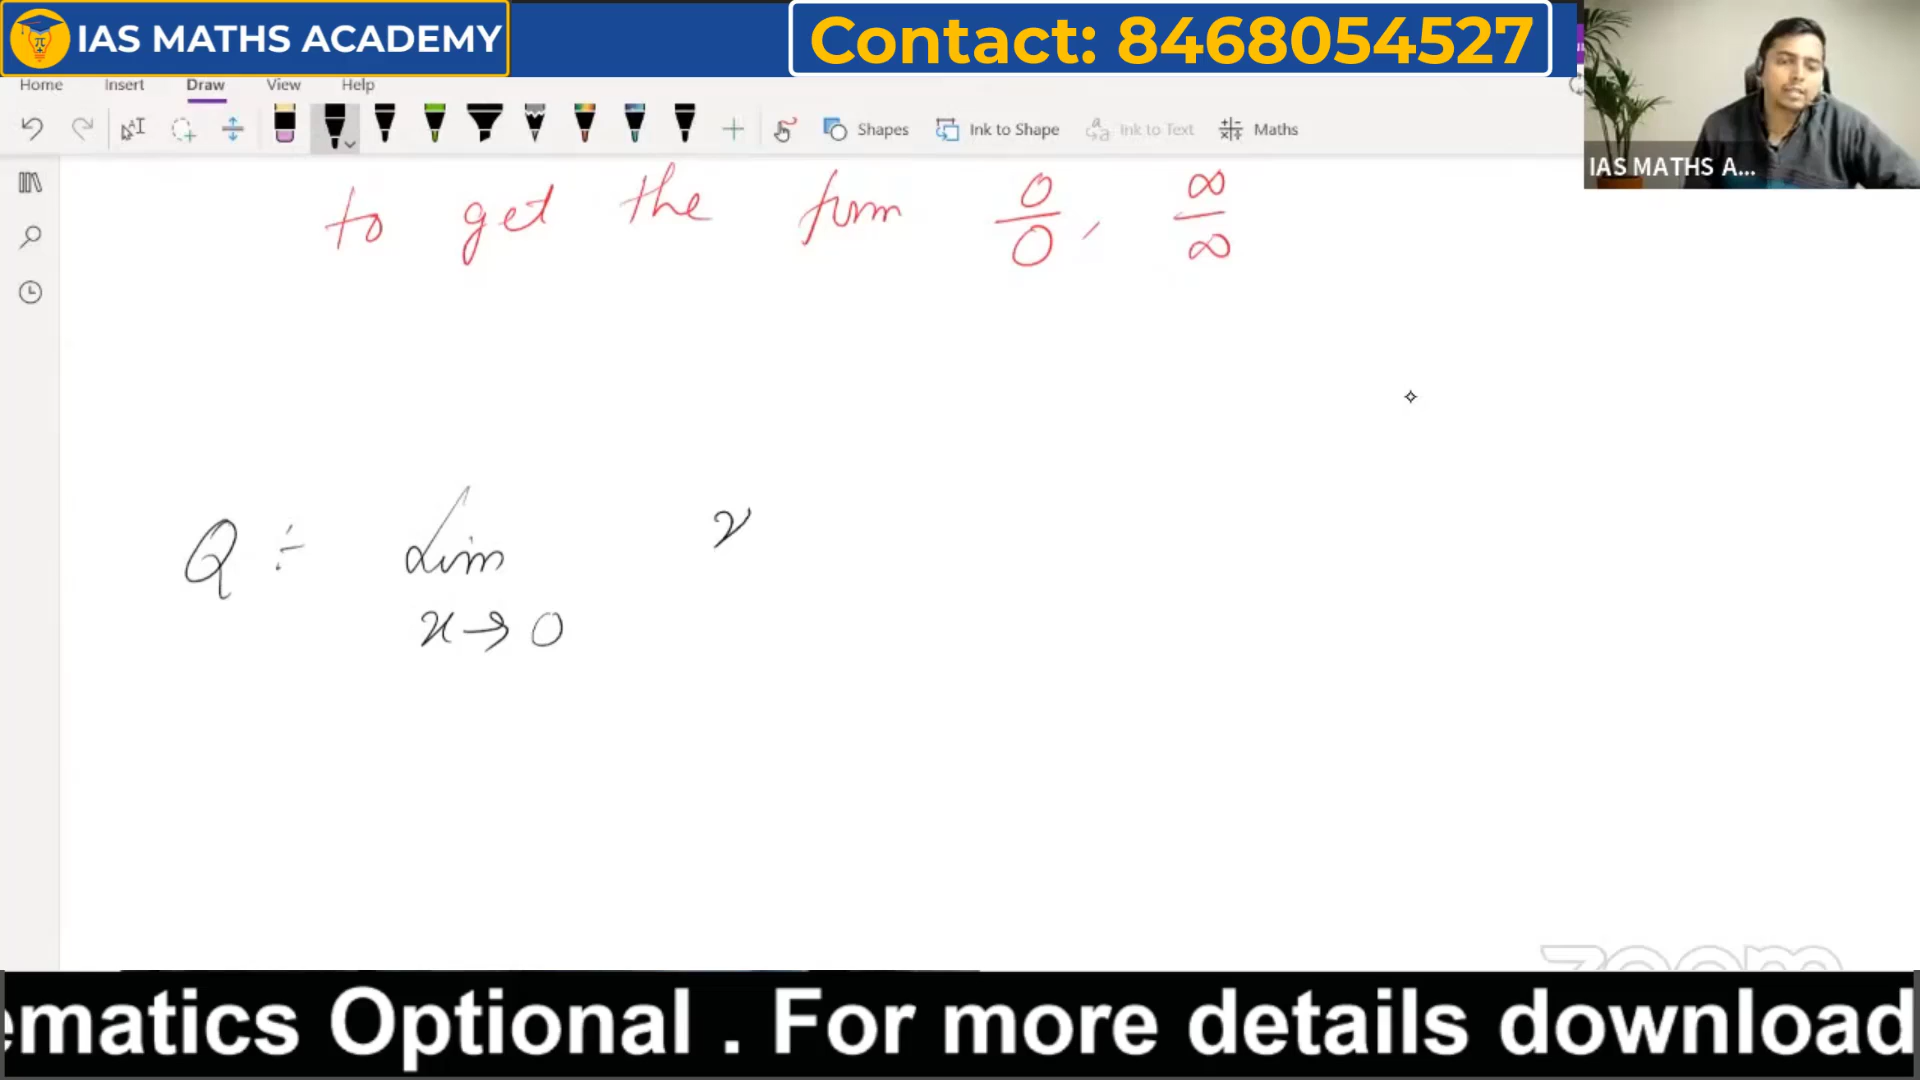 IAS MATHS ACADEMY
Contact: 8468054527
Home Insert Draw View Help
Shapes Ink to Shape Ink to Text Maths
IAS MATHS A...
to get the form 0/0, ∞/∞
Q ÷ Lim
x→0
zoom
ematics Optional . For more details download